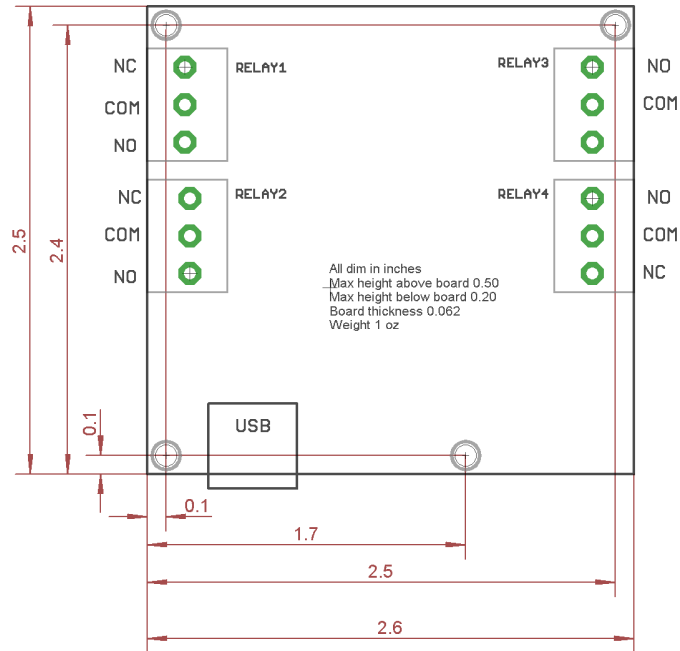 NC
RELAY1
RELAY3
NO
COM
COM
NO
NC
RELAY2
RELAY4
NO
COM
COM
NO
NC
2.5
2.4
All dim in inches
Max height above board 0.50
Max height below board 0.20
Board thickness 0.062
Weight 1 oz
0.1
USB
0.1
1.7
2.5
2.6